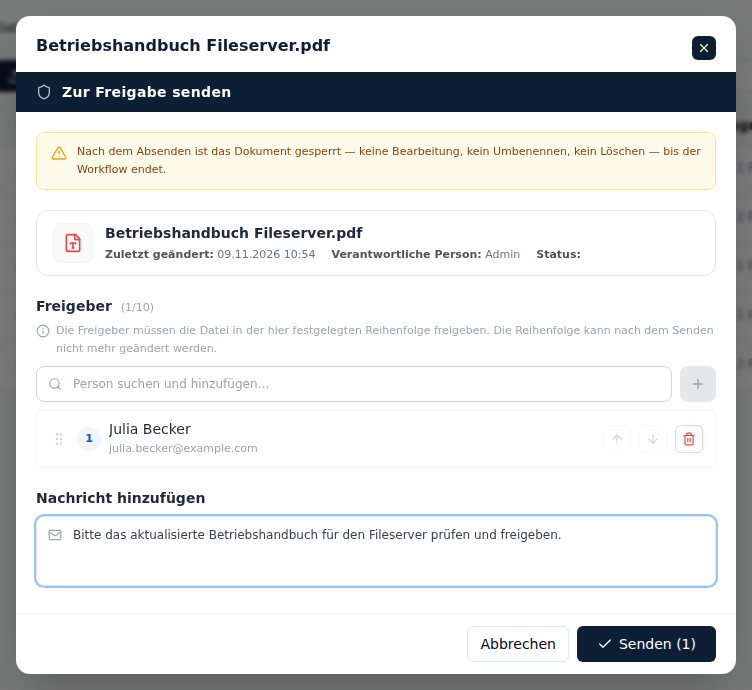 Betriebshandbuch Fileserver.pdf
Zur Freigabe senden
Nach dem Absenden ist das Dokument gesperrt — keine Bearbeitung, kein Umbenennen, kein Löschen — bis der
Workflow endet.
Betriebshandbuch Fileserver.pdf
Zuletzt geändert: 09.11.2026 10:54 Verantwortliche Person: Admin Status:
Freigeber (1/10)
Die Freigeber müssen die Datei in der hier festgelegten Reihenfolge freigeben. Die Reihenfolge kann nach dem Senden
nicht mehr geändert werden.
Person suchen und hinzufügen...
1 Julia Becker
julia.becker@example.com
Nachricht hinzufügen
Bitte das aktualisierte Betriebshandbuch für den Fileserver prüfen und freigeben.
Abbrechen Senden (1)